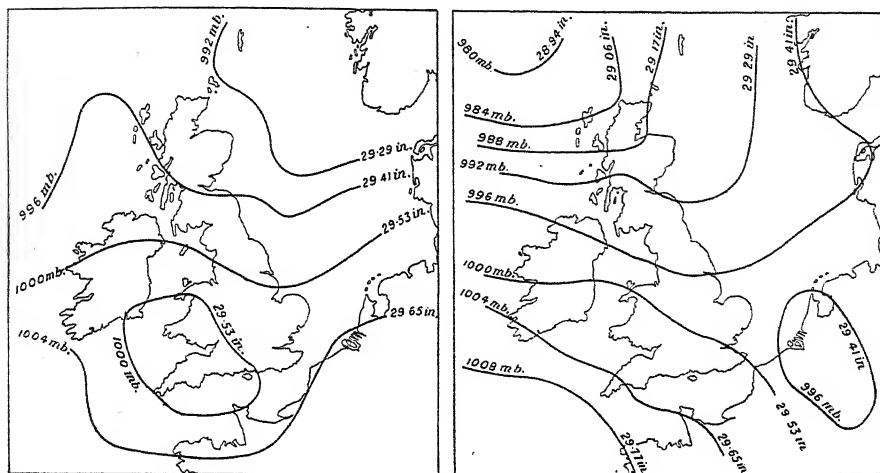 992 mb.
996 mb.
29·29 in.
29 41 in.
29·53 in.
1000 mb.
29·53 in.
29 65 in
1004 mb.
1000 mb.
980 mb.
28·94 in.
29 06 in.
29·17 in.
29 29 in
29 41 in
984 mb.
988 mb.
992 mb.
996 mb.
1000 mb.
1004 mb.
29 41 in
1008 mb.
996 mb.
29 53 in
29·65 in
29·77 in